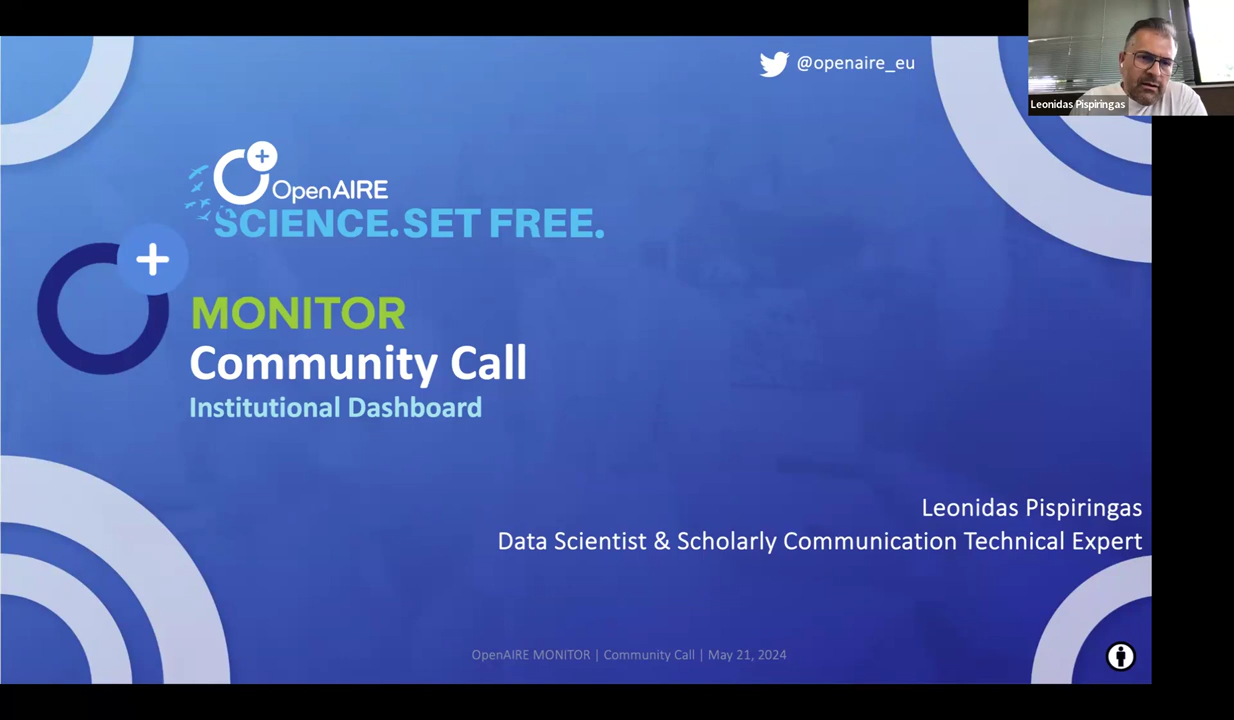 @openaire_eu
Leonidas Pispiringas
OpenAIRE
SCIENCE. SET FREE.
MONITOR
Community Call
Institutional Dashboard
Leonidas Pispiringas
Data Scientist & Scholarly Communication Technical Expert
OpenAIRE MONITOR | Community Call | May 21, 2024